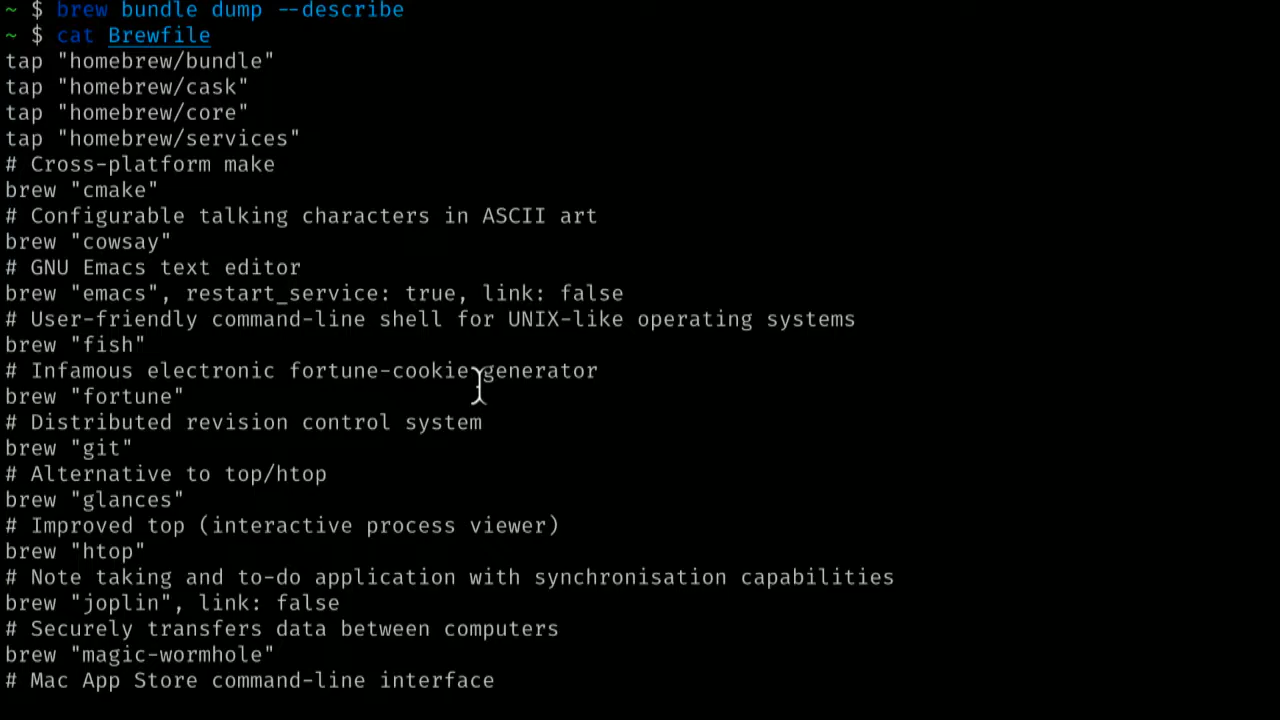 ~ $ brew bundle dump --describe
~ $ cat Brewfile
tap "homebrew/bundle"
tap "homebrew/cask"
tap "homebrew/core"
tap "homebrew/services"
# Cross-platform make
brew "cmake"
# Configurable talking characters in ASCII art
brew "cowsay"
# GNU Emacs text editor
brew "emacs", restart_service: true, link: false
# User-friendly command-line shell for UNIX-like operating systems
brew "fish"
# Infamous electronic fortune-cookie generator
brew "fortune"
# Distributed revision control system
brew "git"
# Alternative to top/htop
brew "glances"
# Improved top (interactive process viewer)
brew "htop"
# Note taking and to-do application with synchronisation capabilities
brew "joplin", link: false
# Securely transfers data between computers
brew "magic-wormhole"
# Mac App Store command-line interface